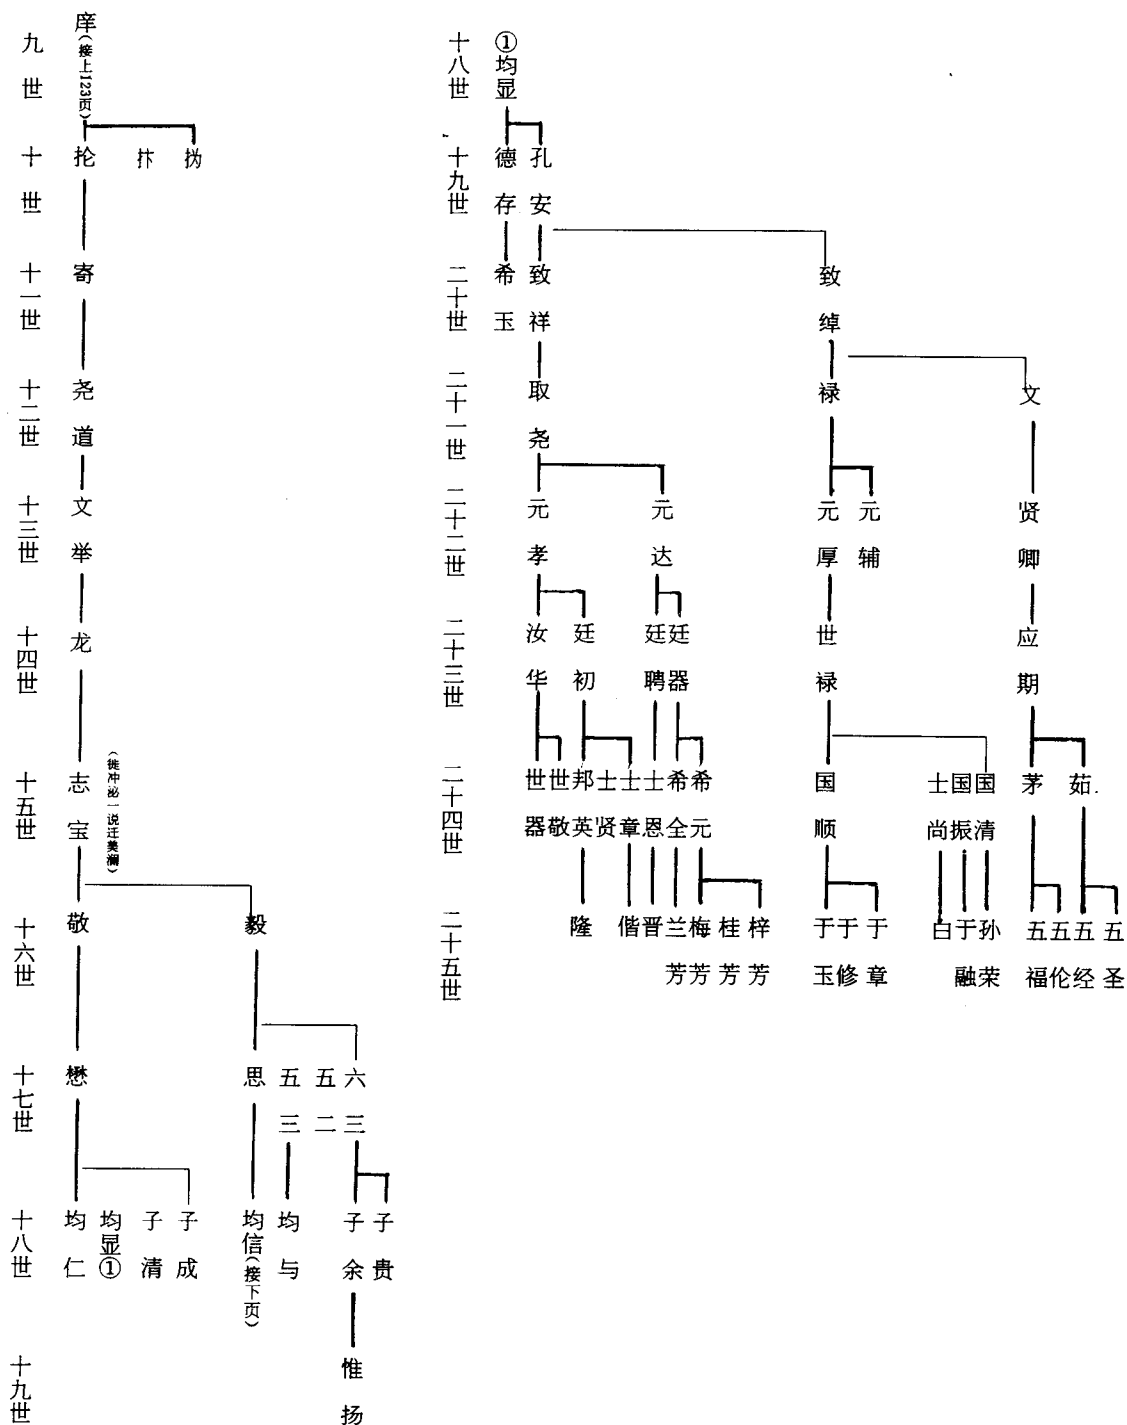 九世 庠(接上123页)
十世 抡 抃 㧑
十一世 寄
十二世 尧道
十三世 文举
十四世 龙
十五世 志宝 (徙冲泌一说迁美澜)
十六世 敬 毅
十七世 懋 思 五三 五二 六三
十八世 均仁 均显① 子清 子成 均信(接下页) 均与 子余 子贵
十九世 惟扬
十八世 ①均显
十九世 德存 孔安
二十世 希玉 致祥 致绰
二十一世 取尧 禄 文
二十二世 元孝 元达 元厚 元辅 贤卿
二十三世 汝华 廷初 廷聘 廷器 世禄 应期
二十四世 世器 世敬 邦英 士贤 士章 士恩 希全 希元 国顺 士尚 国振 国清 茅 茹
二十五世 隆 偕 晋 兰芳 梅芳 桂芳 梓芳 于玉 于修 于章 白 于融 孙荣 五福 五伦 五经 五圣